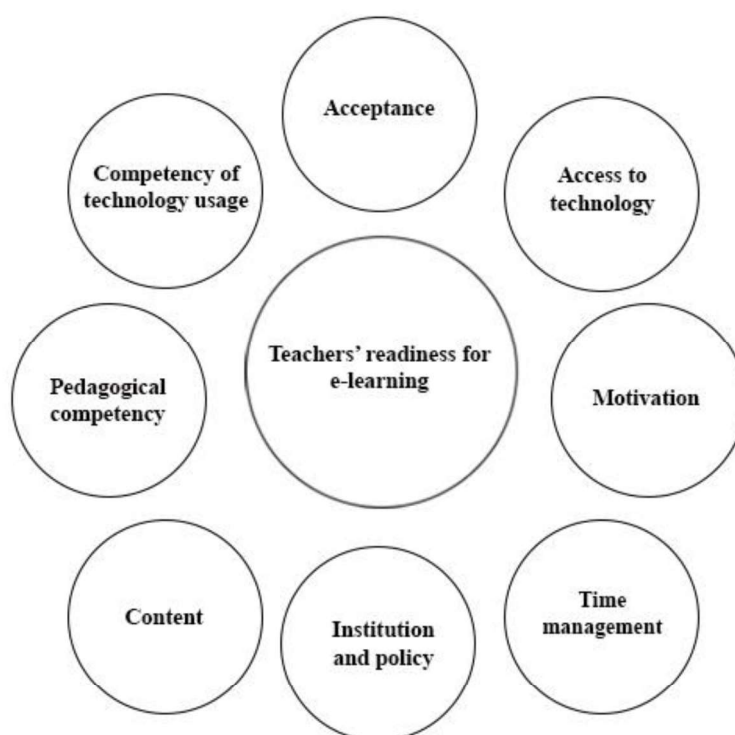 Acceptance
Competency of
technology usage
Access to
technology
Teachers’ readiness for
e-learning
Pedagogical
competency
Motivation
Content
Institution
and policy
Time
management